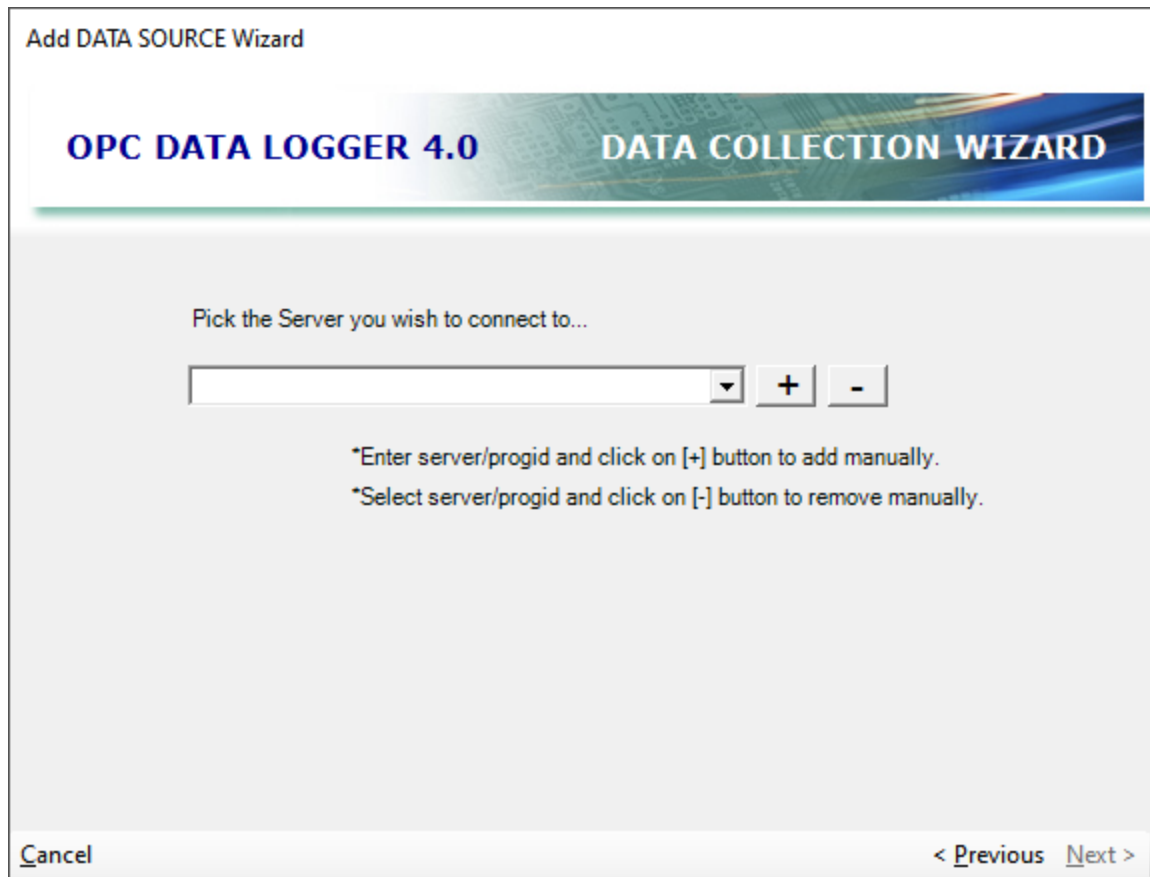 Add DATA SOURCE Wizard
OPC DATA LOGGER 4.0 DATA COLLECTION WIZARD
Pick the Server you wish to connect to...
+ -
*Enter server/progid and click on [+] button to add manually.
*Select server/progid and click on [-] button to remove manually.
Cancel < Previous Next >